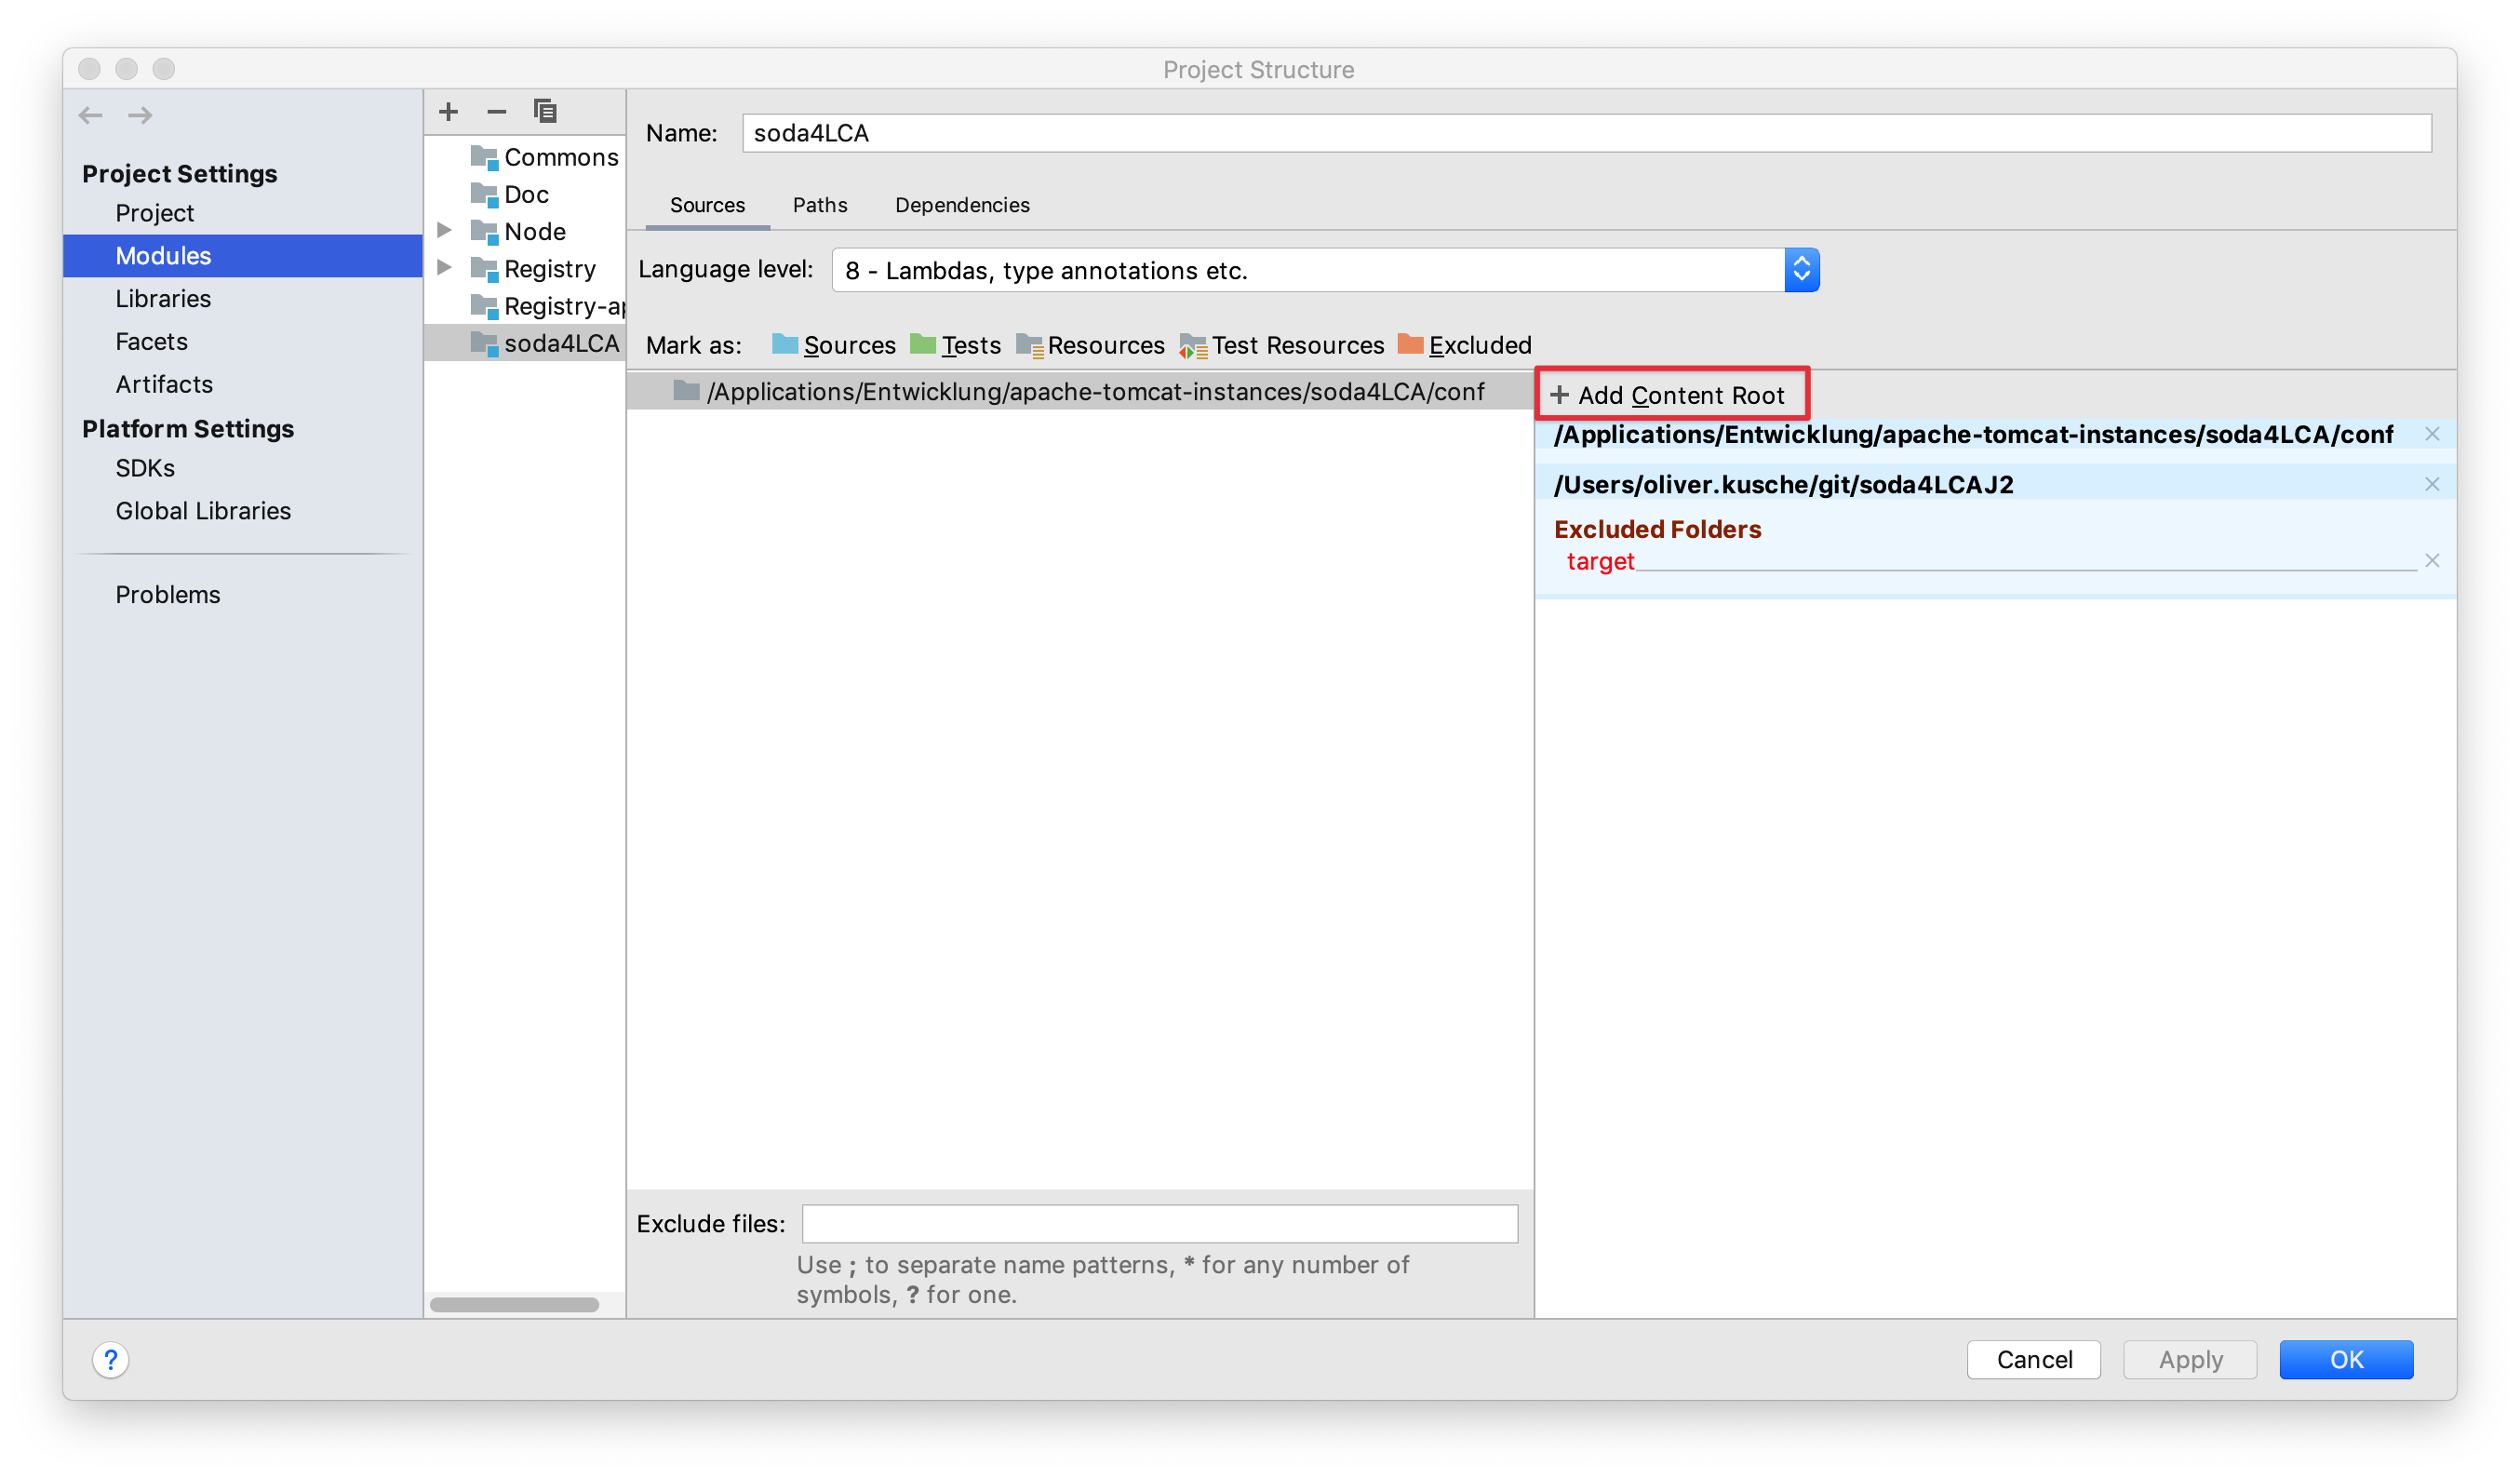 Project Structure
Project Settings
Project
Modules
Libraries
Facets
Artifacts
Platform Settings
SDKs
Global Libraries
Problems
Commons
Doc
Node
Registry
Registry-ap
soda4LCA
Name: soda4LCA
Sources Paths Dependencies
Language level: 8 - Lambdas, type annotations etc.
Mark as: Sources Tests Resources Test Resources Excluded
/Applications/Entwicklung/apache-tomcat-instances/soda4LCA/conf
+ Add Content Root
/Applications/Entwicklung/apache-tomcat-instances/soda4LCA/conf
/Users/oliver.kusche/git/soda4LCAJ2
Excluded Folders
target
Exclude files:
Use ; to separate name patterns, * for any number of
symbols, ? for one.
?
Cancel Apply OK